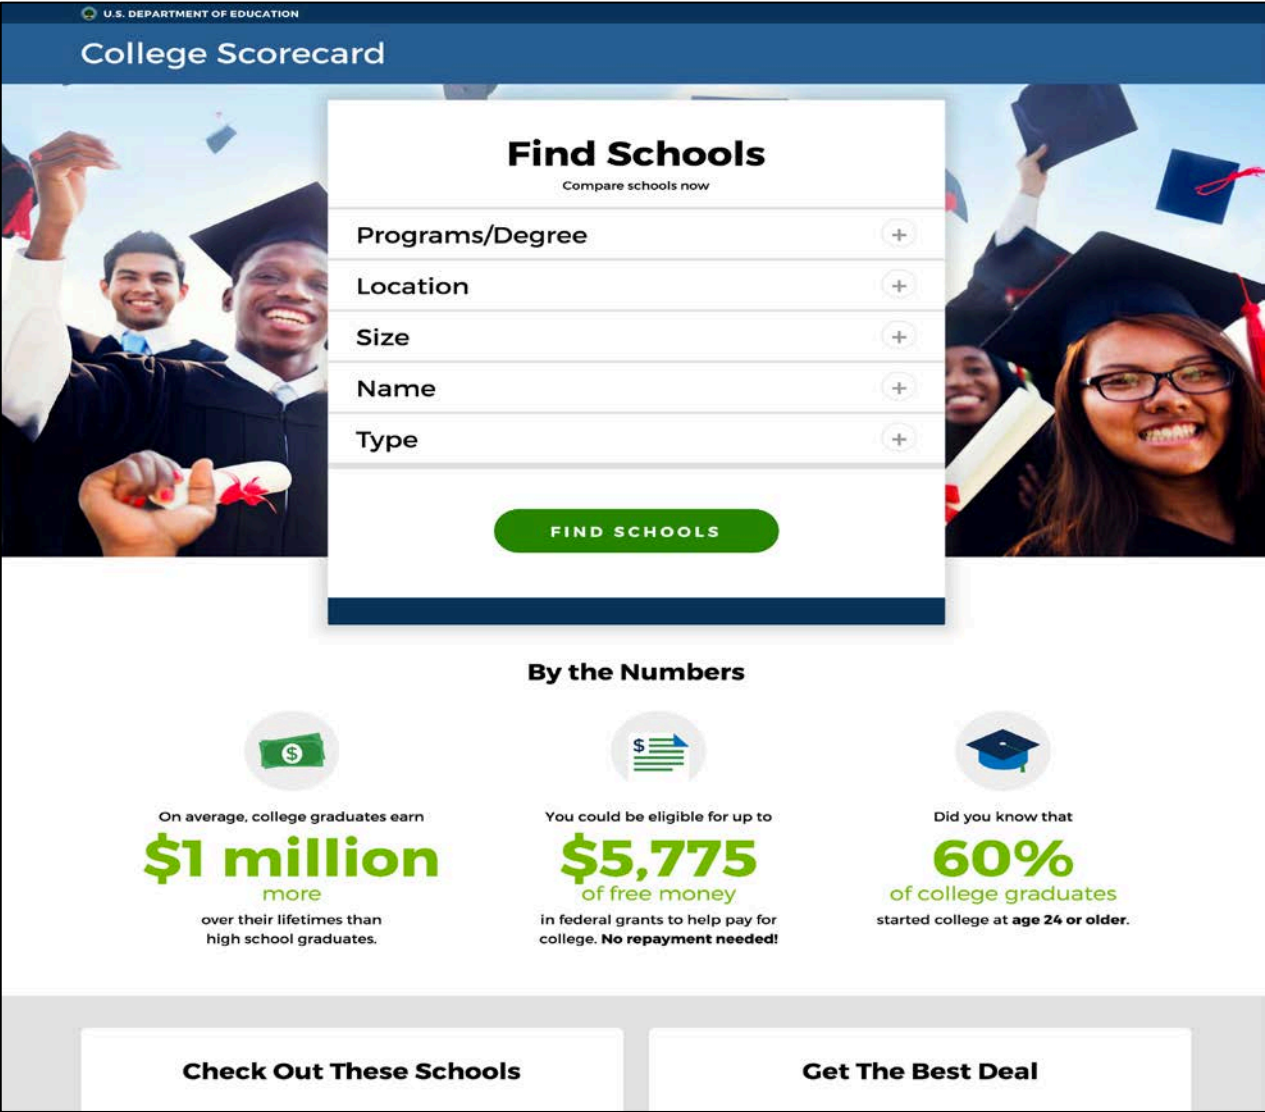 U.S. DEPARTMENT OF EDUCATION
College Scorecard
Find Schools
Compare schools now
Programs/Degree
Location
Size
Name
Type
FIND SCHOOLS
By the Numbers
On average, college graduates earn
$1 million
more
over their lifetimes than
high school graduates.
You could be eligible for up to
$5,775
of free money
in federal grants to help pay for
college. No repayment needed!
Did you know that
60%
of college graduates
started college at age 24 or older.
Check Out These Schools
Get The Best Deal